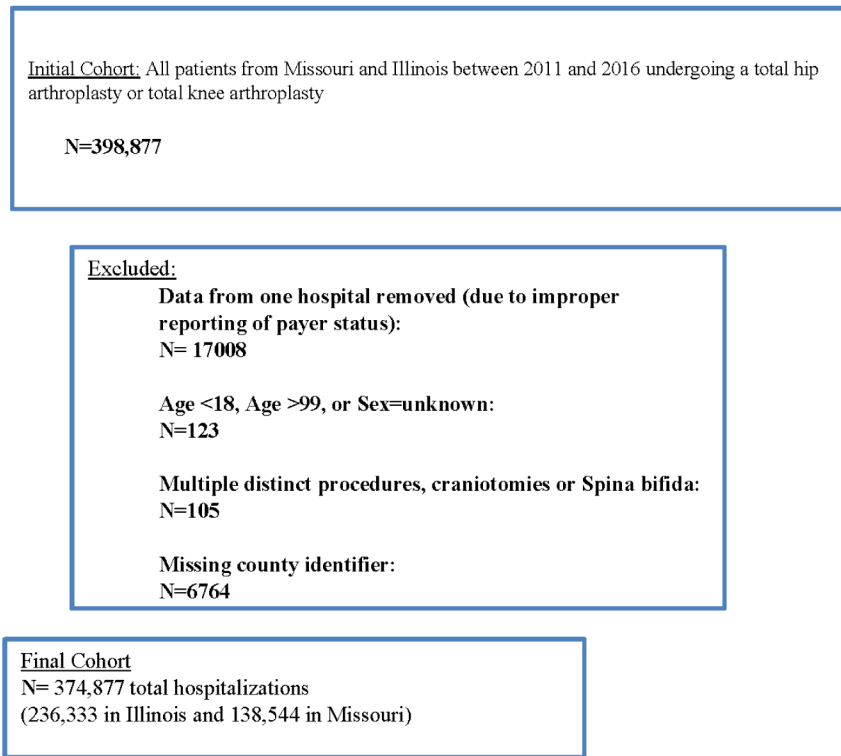 Initial Cohort: All patients from Missouri and Illinois between 2011 and 2016 undergoing a total hip
arthroplasty or total knee arthroplasty
N=398,877
Excluded:
Data from one hospital removed (due to improper
reporting of payer status):
N= 17008
Age <18, Age >99, or Sex=unknown:
N=123
Multiple distinct procedures, craniotomies or Spina bifida:
N=105
Missing county identifier:
N=6764
Final Cohort
N= 374,877 total hospitalizations
(236,333 in Illinois and 138,544 in Missouri)